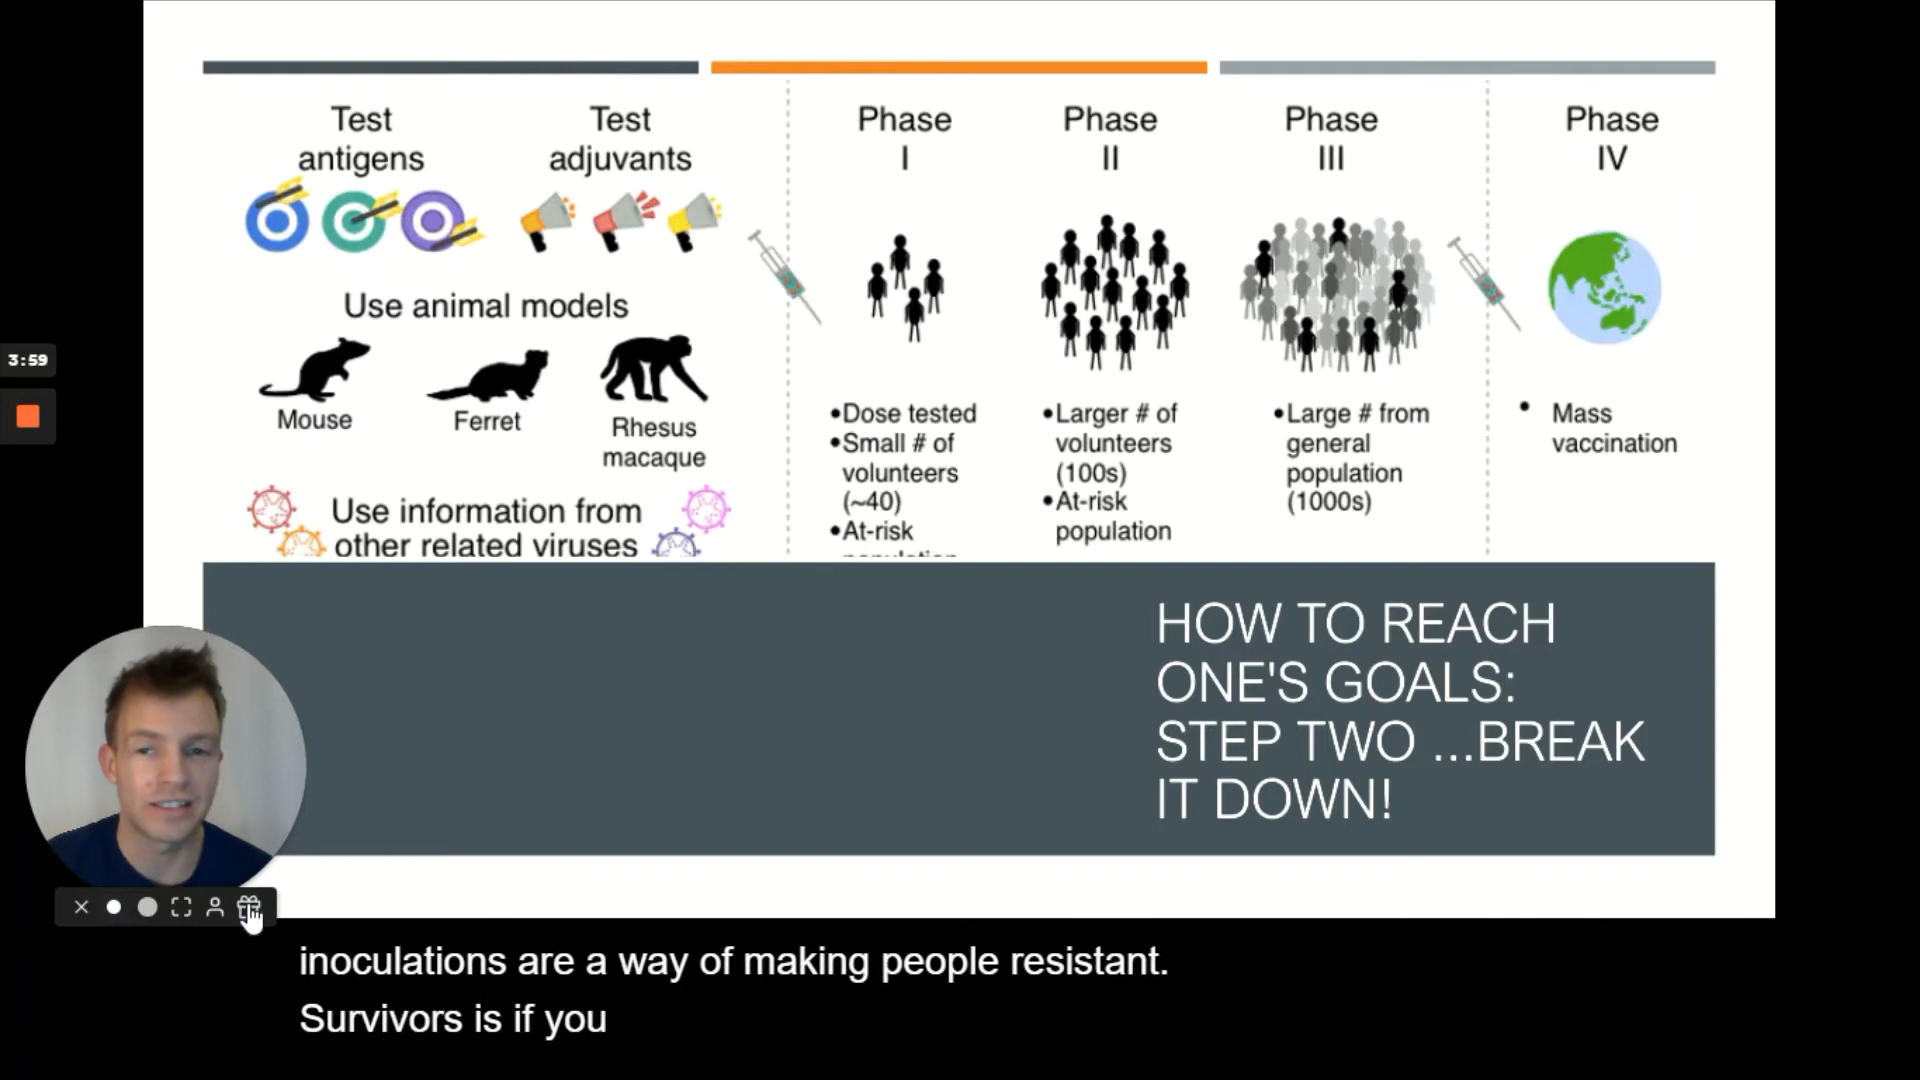 Test
antigens
Test
adjuvants
Use animal models
Mouse
Ferret
Rhesus
macaque
Use information from
other related viruses
Phase
I
•Dose tested
•Small # of
volunteers
(~40)
•At-risk
population
Phase
II
•Larger # of
volunteers
(100s)
•At-risk
population
Phase
III
•Large # from
general
population
(1000s)
Phase
IV
• Mass
vaccination
3:59
HOW TO REACH
ONE'S GOALS:
STEP TWO ...BREAK
IT DOWN!
inoculations are a way of making people resistant.
Survivors is if you